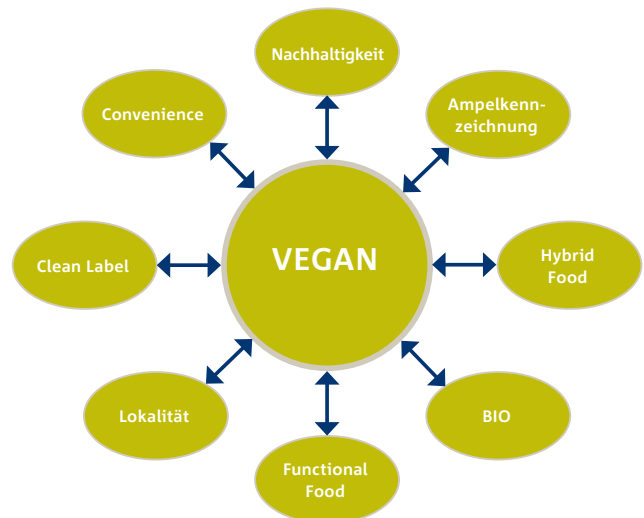 Nachhaltigkeit
Convenience
Ampelkenn-
zeichnung
VEGAN
Clean Label
Hybrid
Food
Lokalität
BIO
Functional
Food